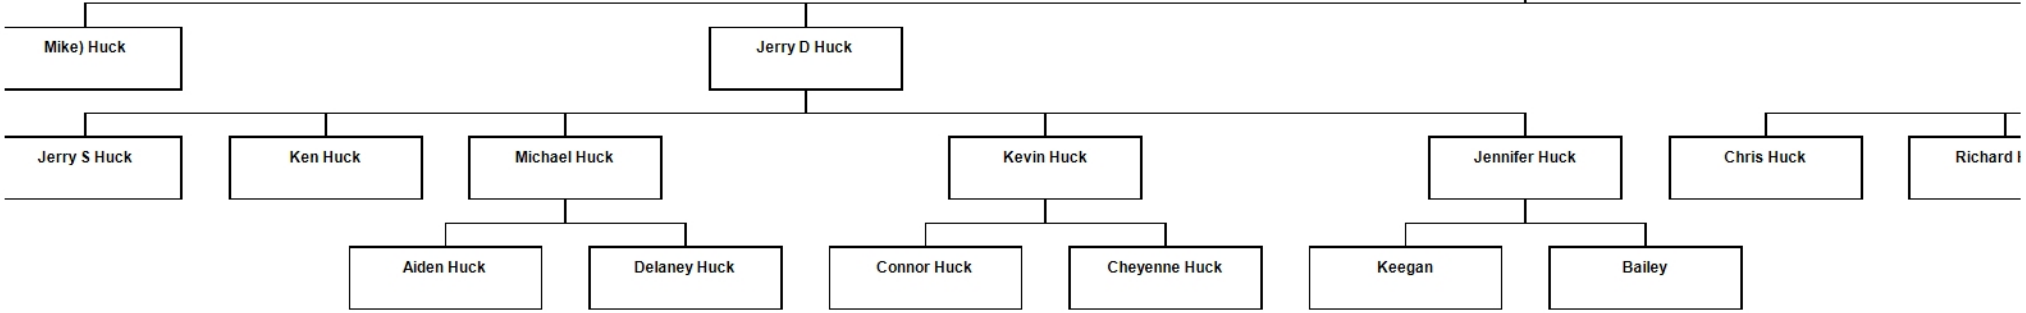 Mike) Huck
Jerry D Huck
Jerry S Huck
Ken Huck
Michael Huck
Kevin Huck
Jennifer Huck
Chris Huck
Richard
Aiden Huck
Delaney Huck
Connor Huck
Cheyenne Huck
Keegan
Bailey